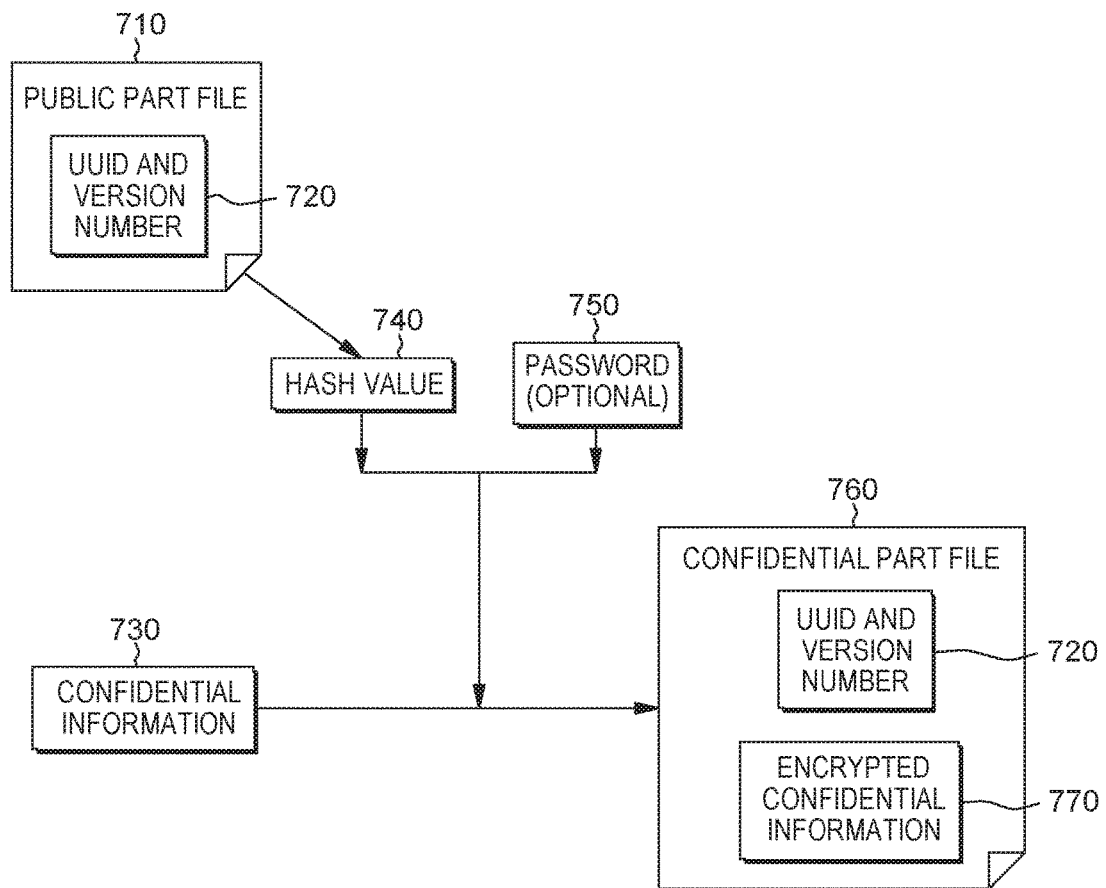 710
PUBLIC PART FILE
UUID AND
VERSION
NUMBER
720
740
HASH VALUE
750
PASSWORD
(OPTIONAL)
760
CONFIDENTIAL PART FILE
UUID AND
VERSION
NUMBER
720
730
CONFIDENTIAL
INFORMATION
ENCRYPTED
CONFIDENTIAL
INFORMATION
770